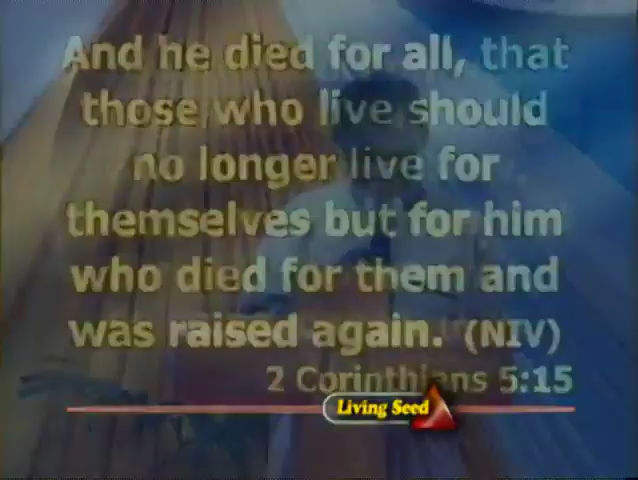 And he died for all, that
those who live should
no longer live for
themselves but for him
who died for them and
was raised again. (NIV)
2 Corinthians 5:15
Living Seed